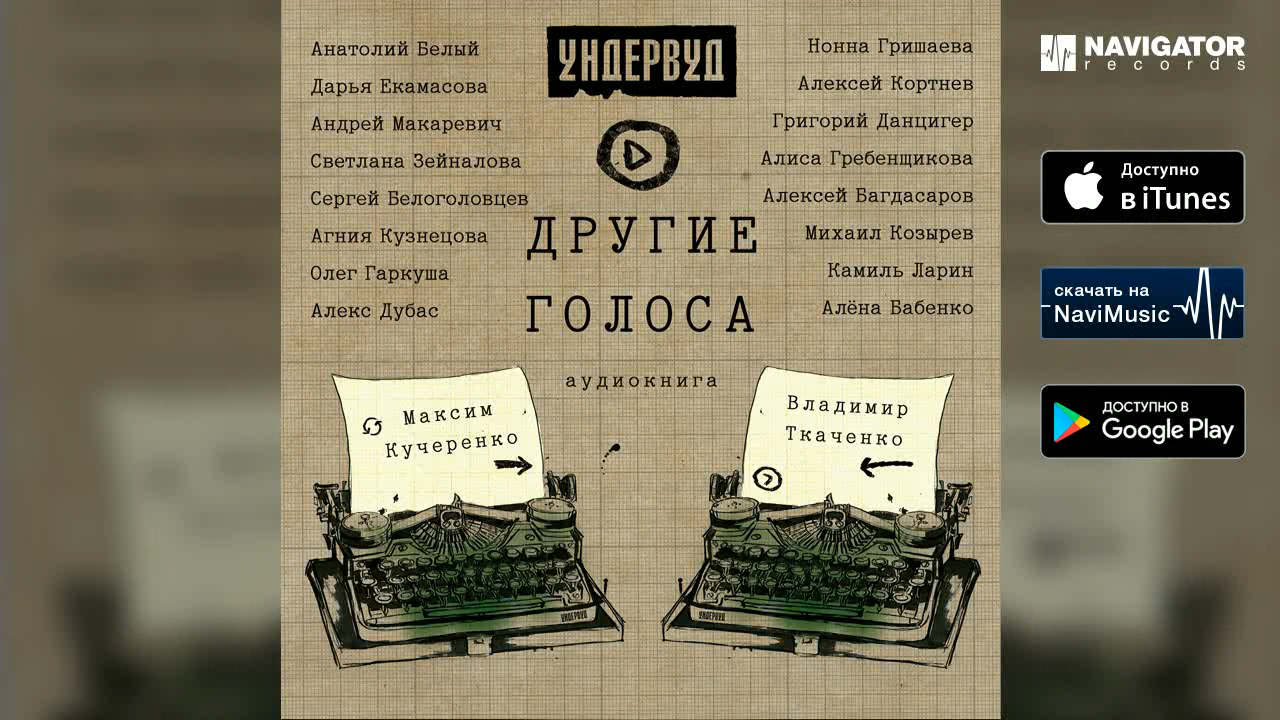 УНДЕРВУД
Анатолий Белый
Дарья Екамасова
Андрей Макаревич
Светлана Зейналова
Сергей Белоголовцев
Агния Кузнецова
Олег Гаркуша
Алекс Дубас
Нонна Гришаева
Алексей Кортнев
Григорий Данцигер
Алиса Гребенщикова
Алексей Багдасаров
Михаил Козырев
Камиль Ларин
Алёна Бабенко
ДРУГИЕ
ГОЛОСА
аудиокнига
Максим
Кучеренко
Владимир
Ткаченко
УНДЕРВУД
УНДЕРВУД
NAVIGATOR
records
Доступно
в iTunes
скачать на
NaviMusic
ДОСТУПНО В
Google Play